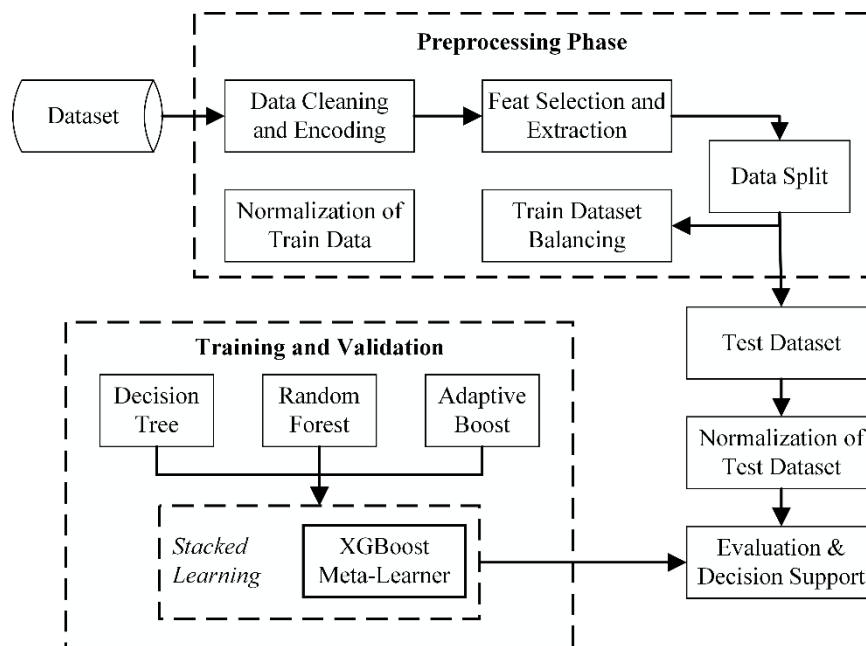 Preprocessing Phase
Dataset
Data Cleaning
and Encoding
Feat Selection and
Extraction
Data Split
Normalization of
Train Data
Train Dataset
Balancing
Test Dataset
Training and Validation
Decision
Tree
Random
Forest
Adaptive
Boost
Normalization of
Test Dataset
Stacked
Learning
XGBoost
Meta-Learner
Evaluation &
Decision Support